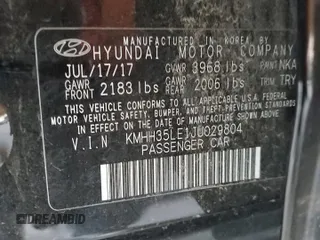 MANUFACTURED IN KOREA BY
HYUNDAI MOTOR COMPANY
JUL/17/17 GVWR 3968 lbs PAINT NKA
GAWR FRONT 2183 lbs GAWR REAR 2006 lbs TRIM TRY
THIS VEHICLE CONFORMS TO ALL APPLICABLE FEDERAL
MOTOR VEHICLE SAFETY, BUMPER, AND THEFT PREVENTION
STANDARDS IN EFFECT ON THE DATE OF MANUFACTURE
SHOWN ABOVE.
V.I.N KMHH35LE1JU029804
PASSENGER CAR
DREAMBID